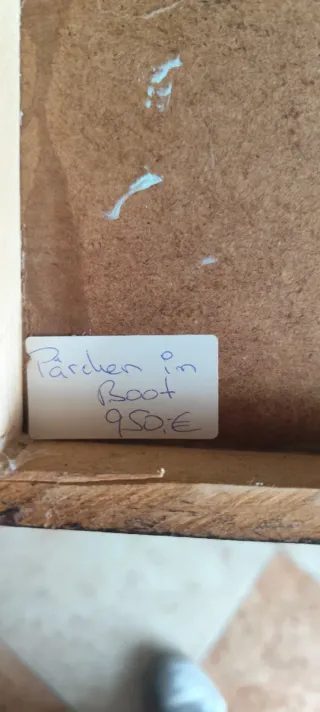 Pärchen in
Boot
950,-€